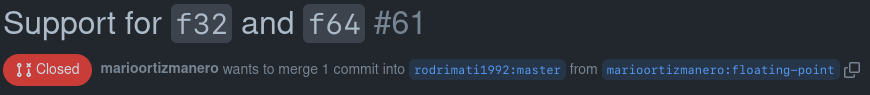 Support for f32 and f64 #61
Closed marioortizmanero wants to merge 1 commit into rodrimati1992:master from marioortizmanero:floating-point